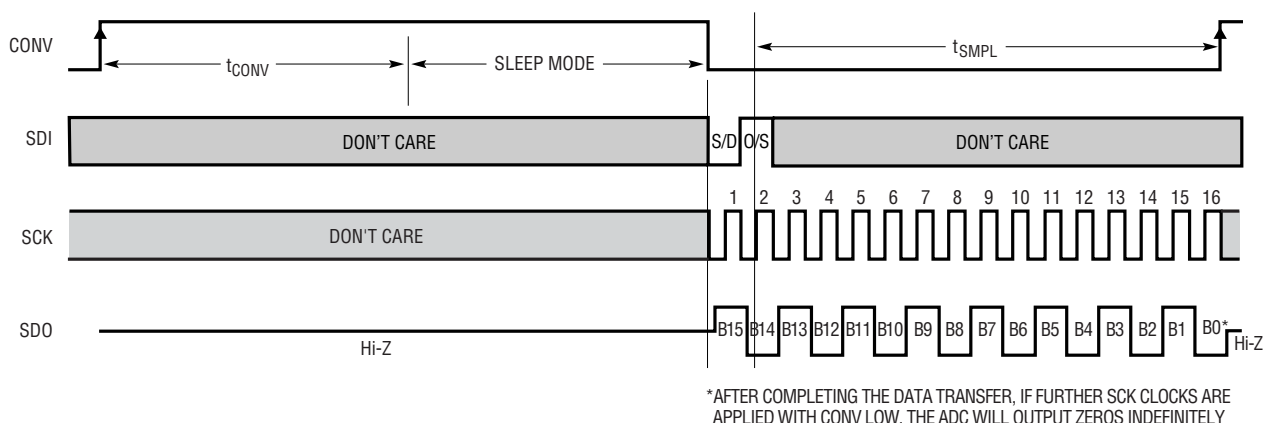 CONV
tCONV
SLEEP MODE
tSMPL
SDI
DON'T CARE
S/D
O/S
DON'T CARE
1 2 3 4 5 6 7 8 9 10 11 12 13 14 15 16
SCK
DON'T CARE
SDO
Hi-Z
B15 B14 B13 B12 B11 B10 B9 B8 B7 B6 B5 B4 B3 B2 B1 B0*
Hi-Z
*AFTER COMPLETING THE DATA TRANSFER, IF FURTHER SCK CLOCKS ARE
APPLIED WITH CONV LOW, THE ADC WILL OUTPUT ZEROS INDEFINITELY